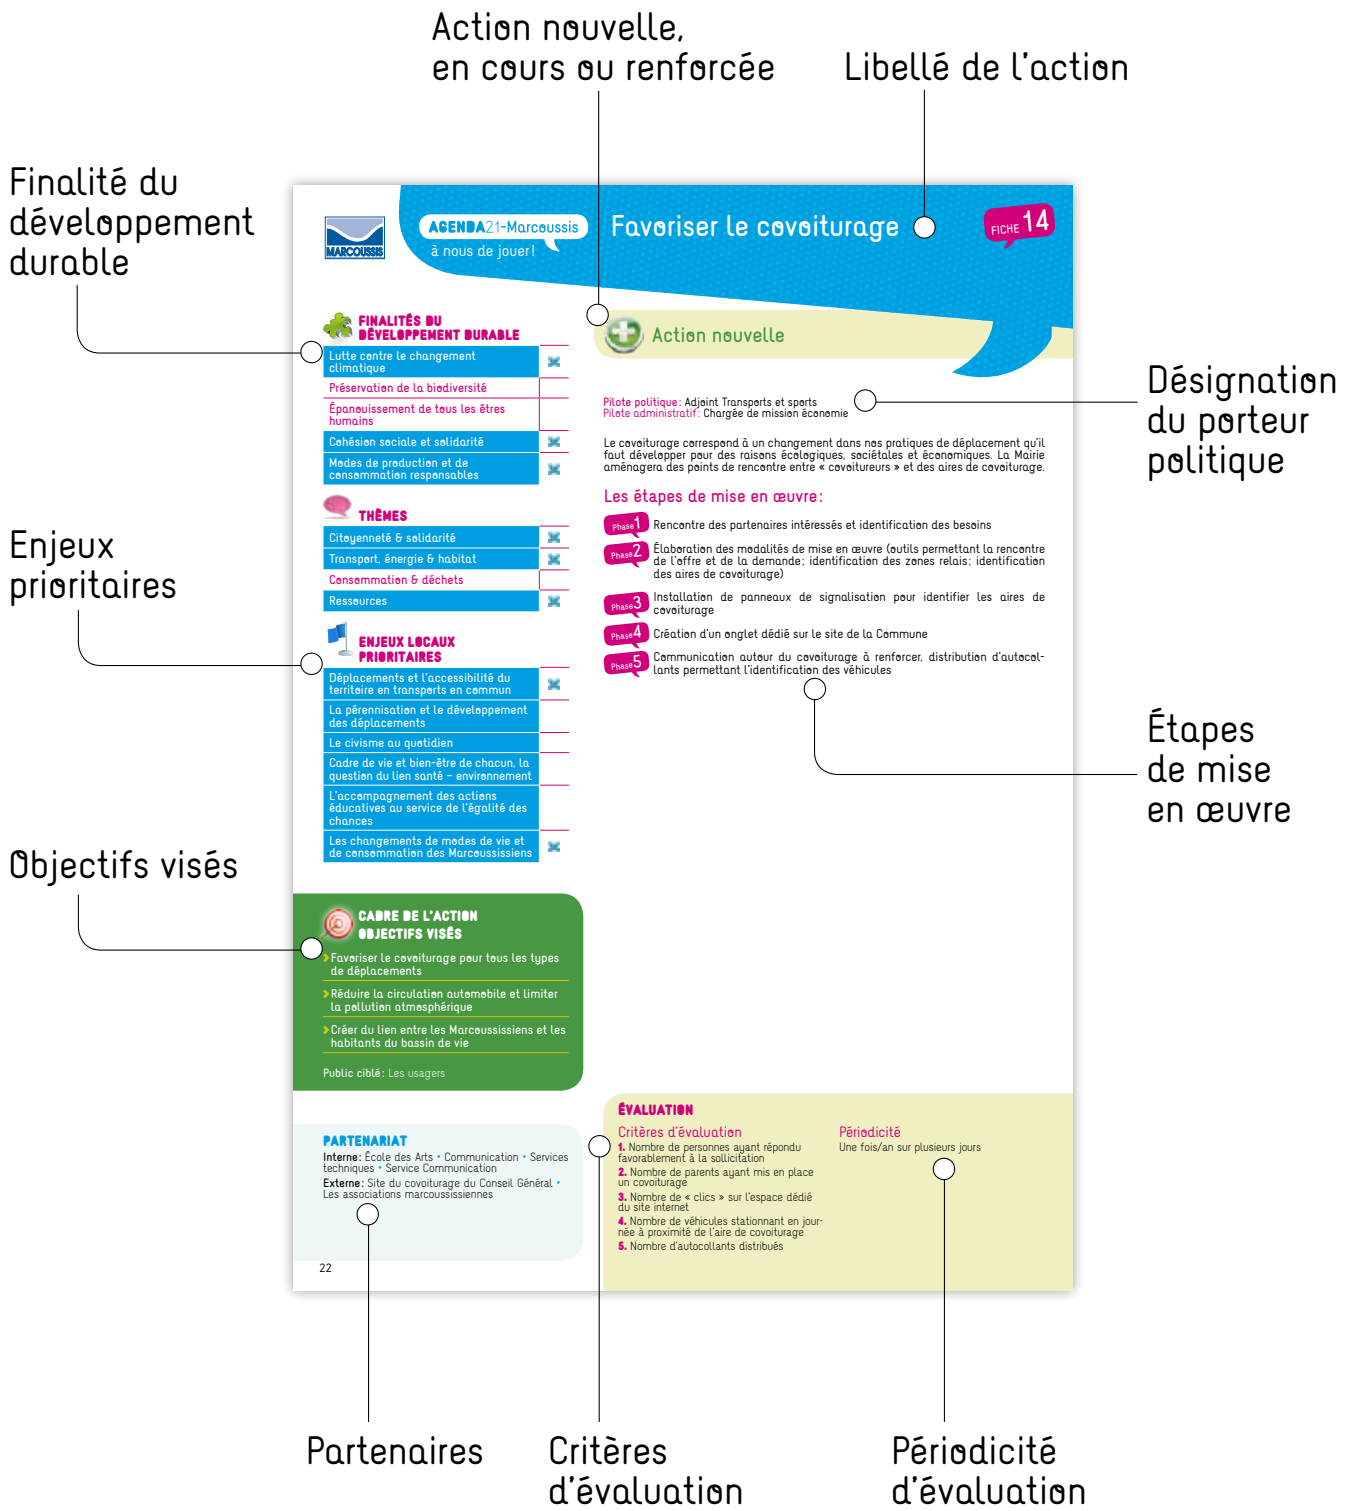 Action nouvelle,
en cours ou renforcée
Libellé de l'action
Finalité du
développement
durable
MARCOUSSIS
AGENDA21-Marcoussis
à nous de jouer!
Favoriser le covoiturage
FICHE 14
FINALITÉS DU
DÉVELOPPEMENT DURABLE
Lutte contre le changement
climatique
Préservation de la biodiversité
Épanouissement de tous les êtres
humains
Cohésion sociale et solidarité
Modes de production et de
consommation responsables
THÈMES
Citoyenneté & solidarité
Transport, énergie & habitat
Consommation & déchets
Ressources
Enjeux
prioritaires
ENJEUX LOCAUX
PRIORITAIRES
Déplacements et l'accessibilité du
territoire en transports en commun
La pérennisation et le développement
des déplacements
Le civisme au quotidien
Cadre de vie et bien-être de chacun, la
question du lien santé – environnement
L'accompagnement des actions
éducatives au service de l'égalité des
chances
Les changements de modes de vie et
de consommation des Marcoussissiens
Objectifs visés
CADRE DE L'ACTION
OBJECTIFS VISÉS
Favoriser le covoiturage pour tous les types
de déplacements
Réduire la circulation automobile et limiter
la pollution atmosphérique
Créer du lien entre les Marcoussissiens et les
habitants du bassin de vie
Public ciblé: Les usagers
PARTENARIAT
Interne: École des Arts • Communication • Services
techniques • Service Communication
Externe: Site du covoiturage du Conseil Général •
Les associations marcoussissiennes
22
Action nouvelle
Pilote politique: Adjoint Transports et sports
Pilote administratif: Chargée de mission économie
Désignation
du porteur
politique
Le covoiturage correspond à un changement dans nos pratiques de déplacement qu'il
faut développer pour des raisons écologiques, sociétales et économiques. La Mairie
aménagera des points de rencontre entre « covoitureurs » et des aires de covoiturage.
Les étapes de mise en œuvre:
Phase1 Rencontre des partenaires intéressés et identification des besoins
Phase2 Élaboration des modalités de mise en œuvre (outils permettant la rencontre
de l'offre et de la demande; identification des zones relais; identification
des aires de covoiturage)
Phase3 Installation de panneaux de signalisation pour identifier les aires de
covoiturage
Phase4 Création d'un onglet dédié sur le site de la Commune
Phase5 Communication autour du covoiturage à renforcer, distribution d'autocol-
lants permettant l'identification des véhicules
Étapes
de mise
en œuvre
ÉVALUATION
Critères d'évaluation
1. Nombre de personnes ayant répondu
favorablement à la sollicitation
2. Nombre de parents ayant mis en place
un covoiturage
3. Nombre de « clics » sur l'espace dédié
du site internet
4. Nombre de véhicules stationnant en jour-
née à proximité de l'aire de covoiturage
5. Nombre d'autocollants distribués
Périodicité
Une fois/an sur plusieurs jours
Partenaires
Critères
d'évaluation
Périodicité
d'évaluation